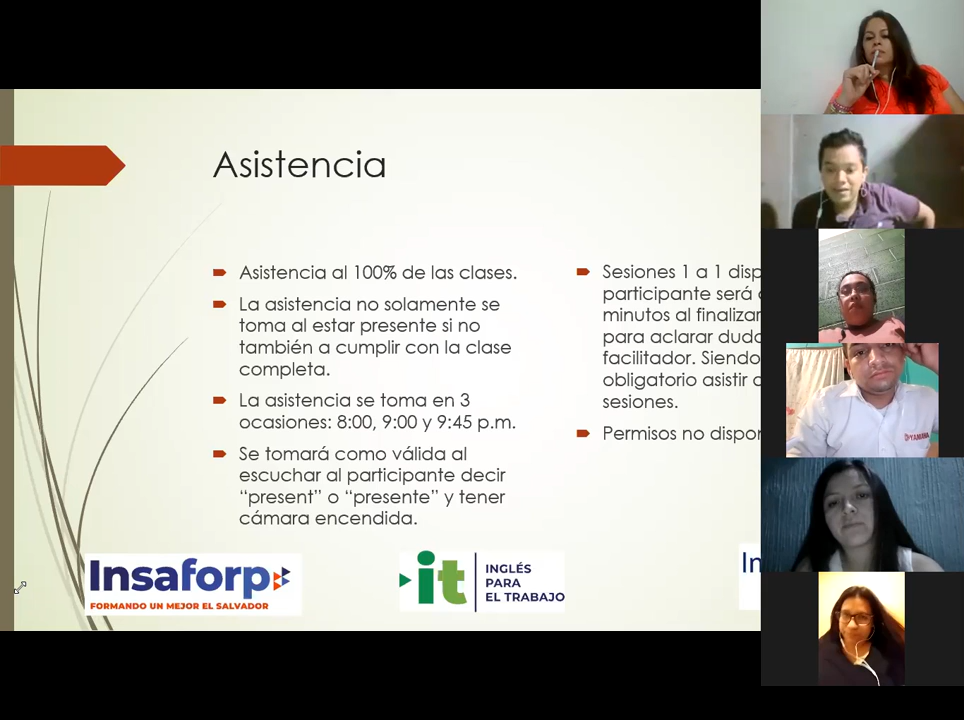 Asistencia
Asistencia al 100% de las clases.
La asistencia no solamente se
toma al estar presente si no
también a cumplir con la clase
completa.
La asistencia se toma en 3
ocasiones: 8:00, 9:00 y 9:45 p.m.
Se tomará como válida al
escuchar al participante decir
“present” o “presente” y tener
cámara encendida.
Sesiones 1 a 1 disp
participante será
minutos al finalizar
para aclarar duda
facilitador. Siendo
obligatorio asistir
sesiones.
Permisos no dispon
Insaforp
FORMANDO UN MEJOR EL SALVADOR
it
INGLÉS
PARA
EL TRABAJO
In
YAMAHA